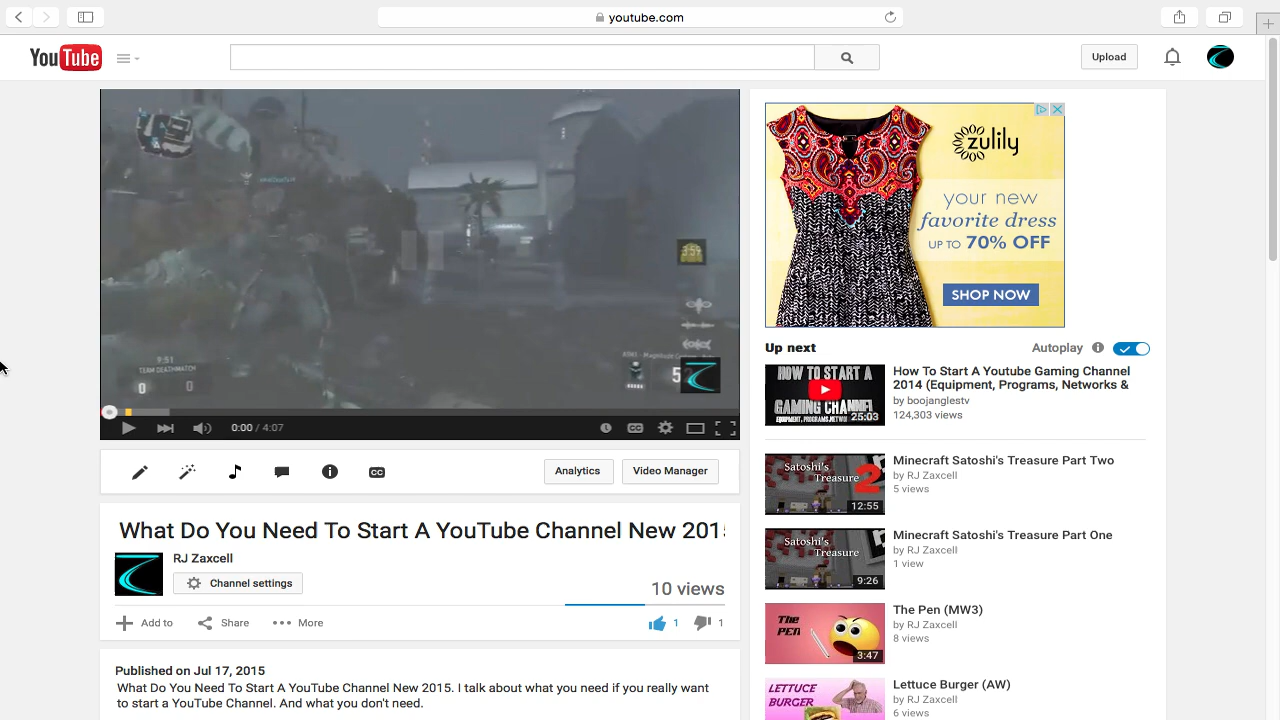 youtube.com
YouTube
Upload
zulily
your new
favorite dress
UP TO 70% OFF
SHOP NOW
3:59
9:51
TEAM DEATHMATCH
0 0
5
0:00 / 4:07
Analytics
Video Manager
What Do You Need To Start A YouTube Channel New 201
RJ Zaxcell
Channel settings
10 views
Add to
Share
More
1
1
Published on Jul 17, 2015
What Do You Need To Start A YouTube Channel New 2015. I talk about what you need if you really want
to start a YouTube Channel. And what you don't need.
Up next
Autoplay
HOW TO START A
GAMING CHANNEL
25:03
How To Start A Youtube Gaming Channel
2014 (Equipment, Programs, Networks &
by boojanglestv
124,303 views
Satoshi's
Treasure 2
12:55
Minecraft Satoshi's Treasure Part Two
by RJ Zaxcell
5 views
Satoshi's
Treasure
9:26
Minecraft Satoshi's Treasure Part One
by RJ Zaxcell
1 view
THE
PEN
3:47
The Pen (MW3)
by RJ Zaxcell
8 views
LETTUCE
BURGER
Lettuce Burger (AW)
by RJ Zaxcell
6 views